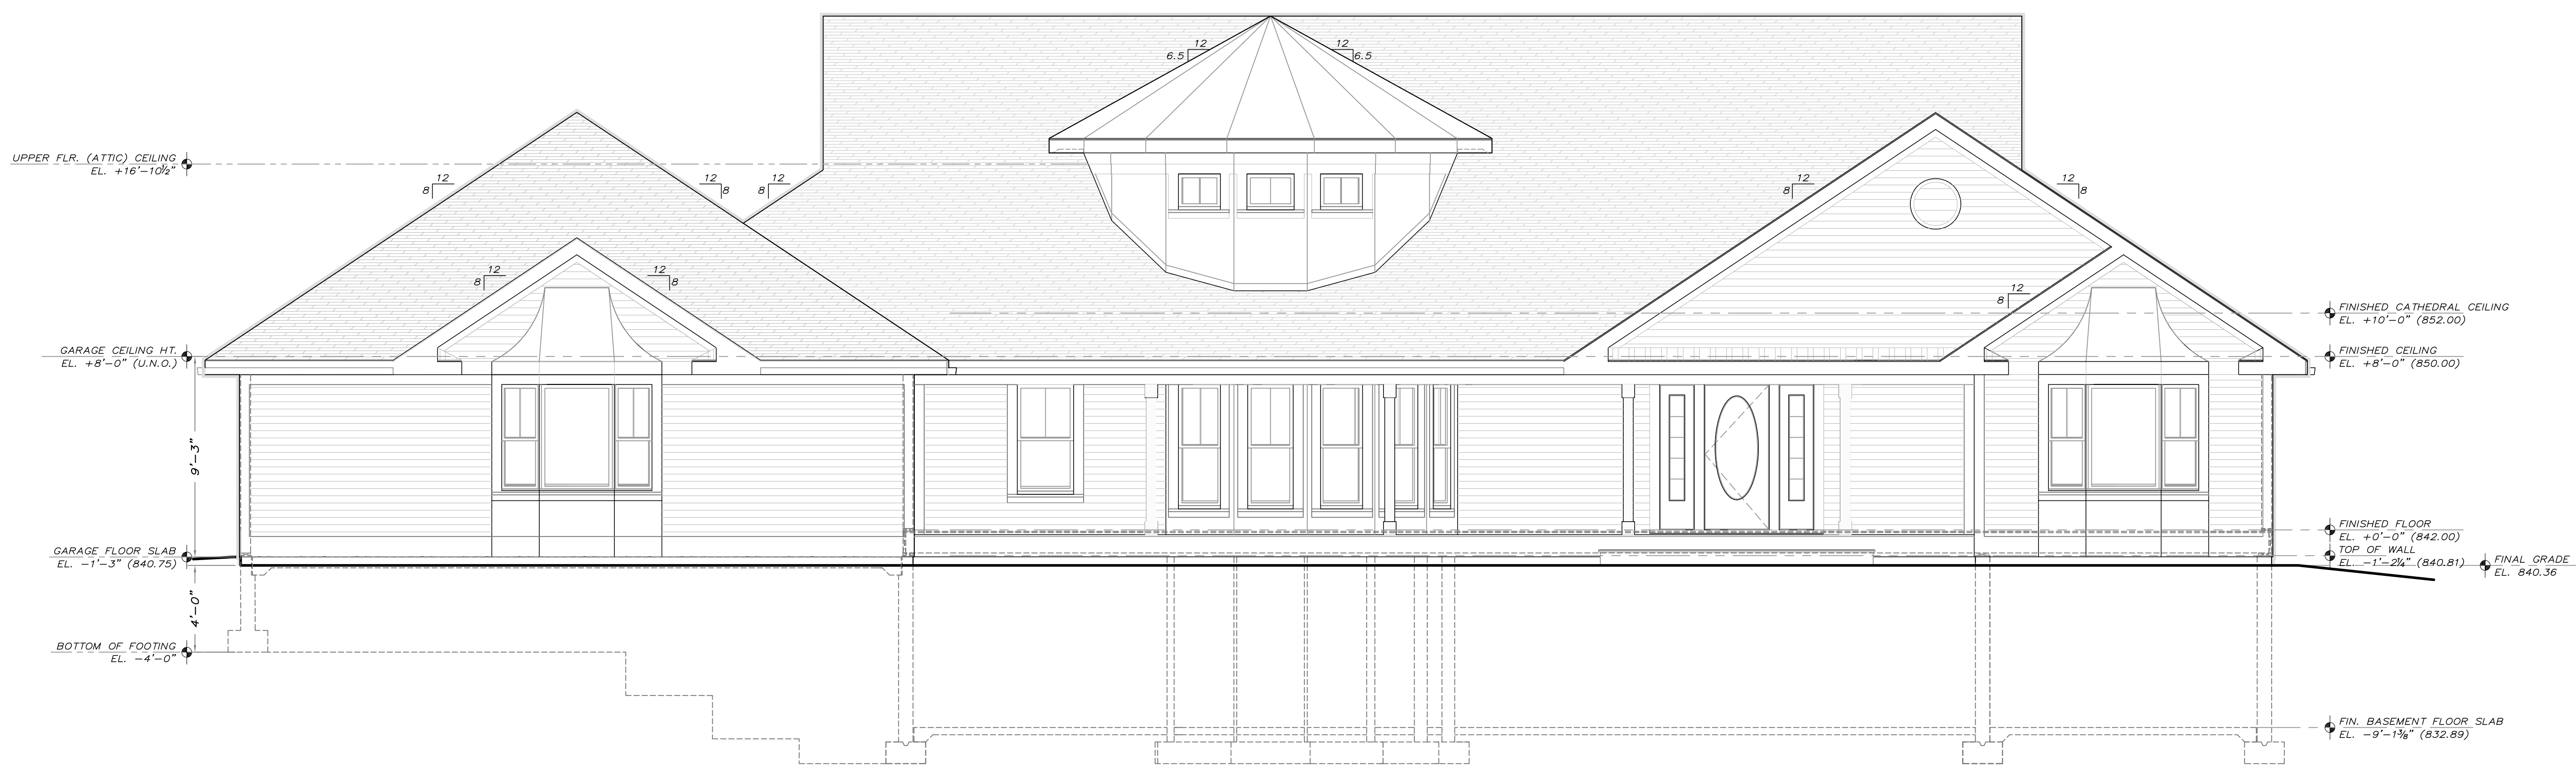 12
6.5
12
6.5
UPPER FLR. (ATTIC) CEILING
EL. +16'-10½"
12
8
12
8
12
8
12
8
12
8
12
8
12
8
12
8
FINISHED CATHEDRAL CEILING
EL. +10'-0" (852.00)
GARAGE CEILING HT.
EL. +8'-0" (U.N.O.)
FINISHED CEILING
EL. +8'-0" (850.00)
9'-3"
GARAGE FLOOR SLAB
EL. -1'-3" (840.75)
FINISHED FLOOR
EL. +0'-0" (842.00)
TOP OF WALL
EL. -1'-2¼" (840.81)
FINAL GRADE
EL. 840.36
4'-0"
BOTTOM OF FOOTING
EL. -4'-0"
FIN. BASEMENT FLOOR SLAB
EL. -9'-1⅜" (832.89)